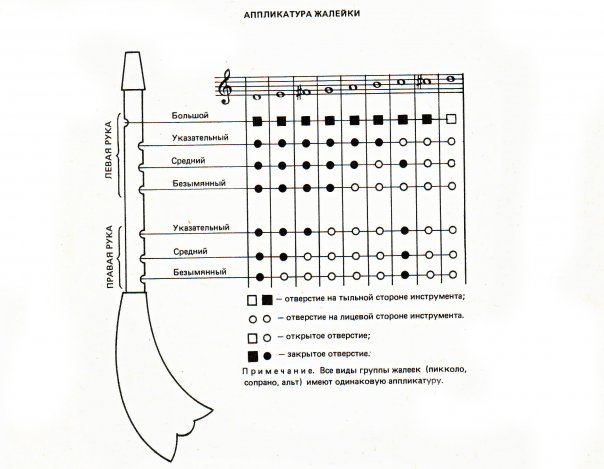 АППЛИКАТУРА ЖАЛЕЙКИ
ЛЕВАЯ РУКА
Большой
Указательный
Средний
Безымянный
ПРАВАЯ РУКА
Указательный
Средний
Безымянный
— отверстие на тыльной стороне инструмента;
— отверстие на лицевой стороне инструмента.
— открытое отверстие;
— закрытое отверстие.
Примечание. Все виды группы жалеек (пикколо,
сопрано, альт) имеют одинаковую аппликатуру.